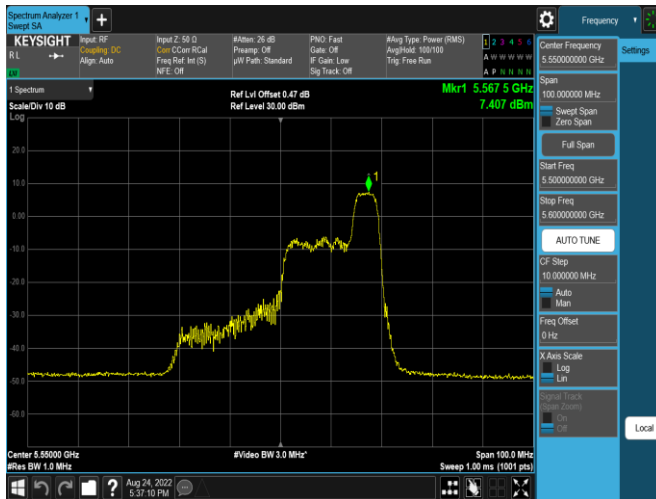 Spectrum Analyzer 1
Swept SA
+
Frequency
KEYSIGHT
R L
Input: RF
Coupling: DC
Align: Auto
Input Z: 50 Ω
Corr CCorr RCal
Freq Ref: Int (S)
NFE: Off
#Atten: 26 dB
Preamp: Off
µW Path: Standard
PNO: Fast
Gate: Off
IF Gain: Low
Sig Track: Off
#Avg Type: Power (RMS)
Avg|Hold: 100/100
Trig: Free Run
1 2 3 4 5 6
A W W W W W
A P N N N N
1 Spectrum
Scale/Div 10 dB
Log
Ref Lvl Offset 0.47 dB
Ref Level 30.00 dBm
Mkr1 5.567 5 GHz
7.407 dBm
1
20.0
10.0
0.00
-10.0
-20.0
-30.0
-40.0
-50.0
-60.0
Center 5.55000 GHz
#Res BW 1.0 MHz
#Video BW 3.0 MHz*
Span 100.0 MHz
Sweep 1.00 ms (1001 pts)
Center Frequency
5.550000000 GHz
Settings
Span
100.000000 MHz
Swept Span
Zero Span
Full Span
Start Freq
5.500000000 GHz
Stop Freq
5.600000000 GHz
AUTO TUNE
CF Step
10.000000 MHz
Auto
Man
Freq Offset
0 Hz
X Axis Scale
Log
Lin
Signal Track
(Span Zoom)
On
Off
Local
?
Aug 24, 2022
5:37:10 PM